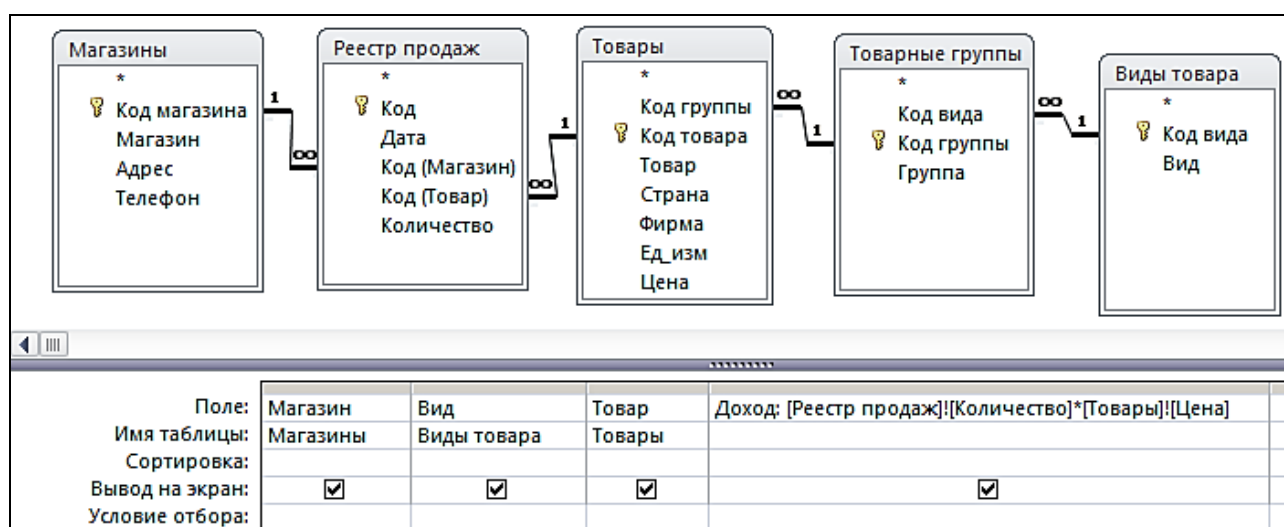 Магазины
*
Код магазина
Магазин
Адрес
Телефон
1
∞
Реестр продаж
*
Код
Дата
Код (Магазин)
Код (Товар)
Количество
∞
1
Товары
*
Код группы
Код товара
Товар
Страна
Фирма
Ед_изм
Цена
∞
1
Товарные группы
*
Код вида
Код группы
Группа
∞
1
Виды товара
*
Код вида
Вид
Поле: Магазин Вид Товар Доход: [Реестр продаж]![Количество]*[Товары]![Цена]
Имя таблицы: Магазины Виды товара Товары
Сортировка:
Вывод на экран:
Условие отбора: